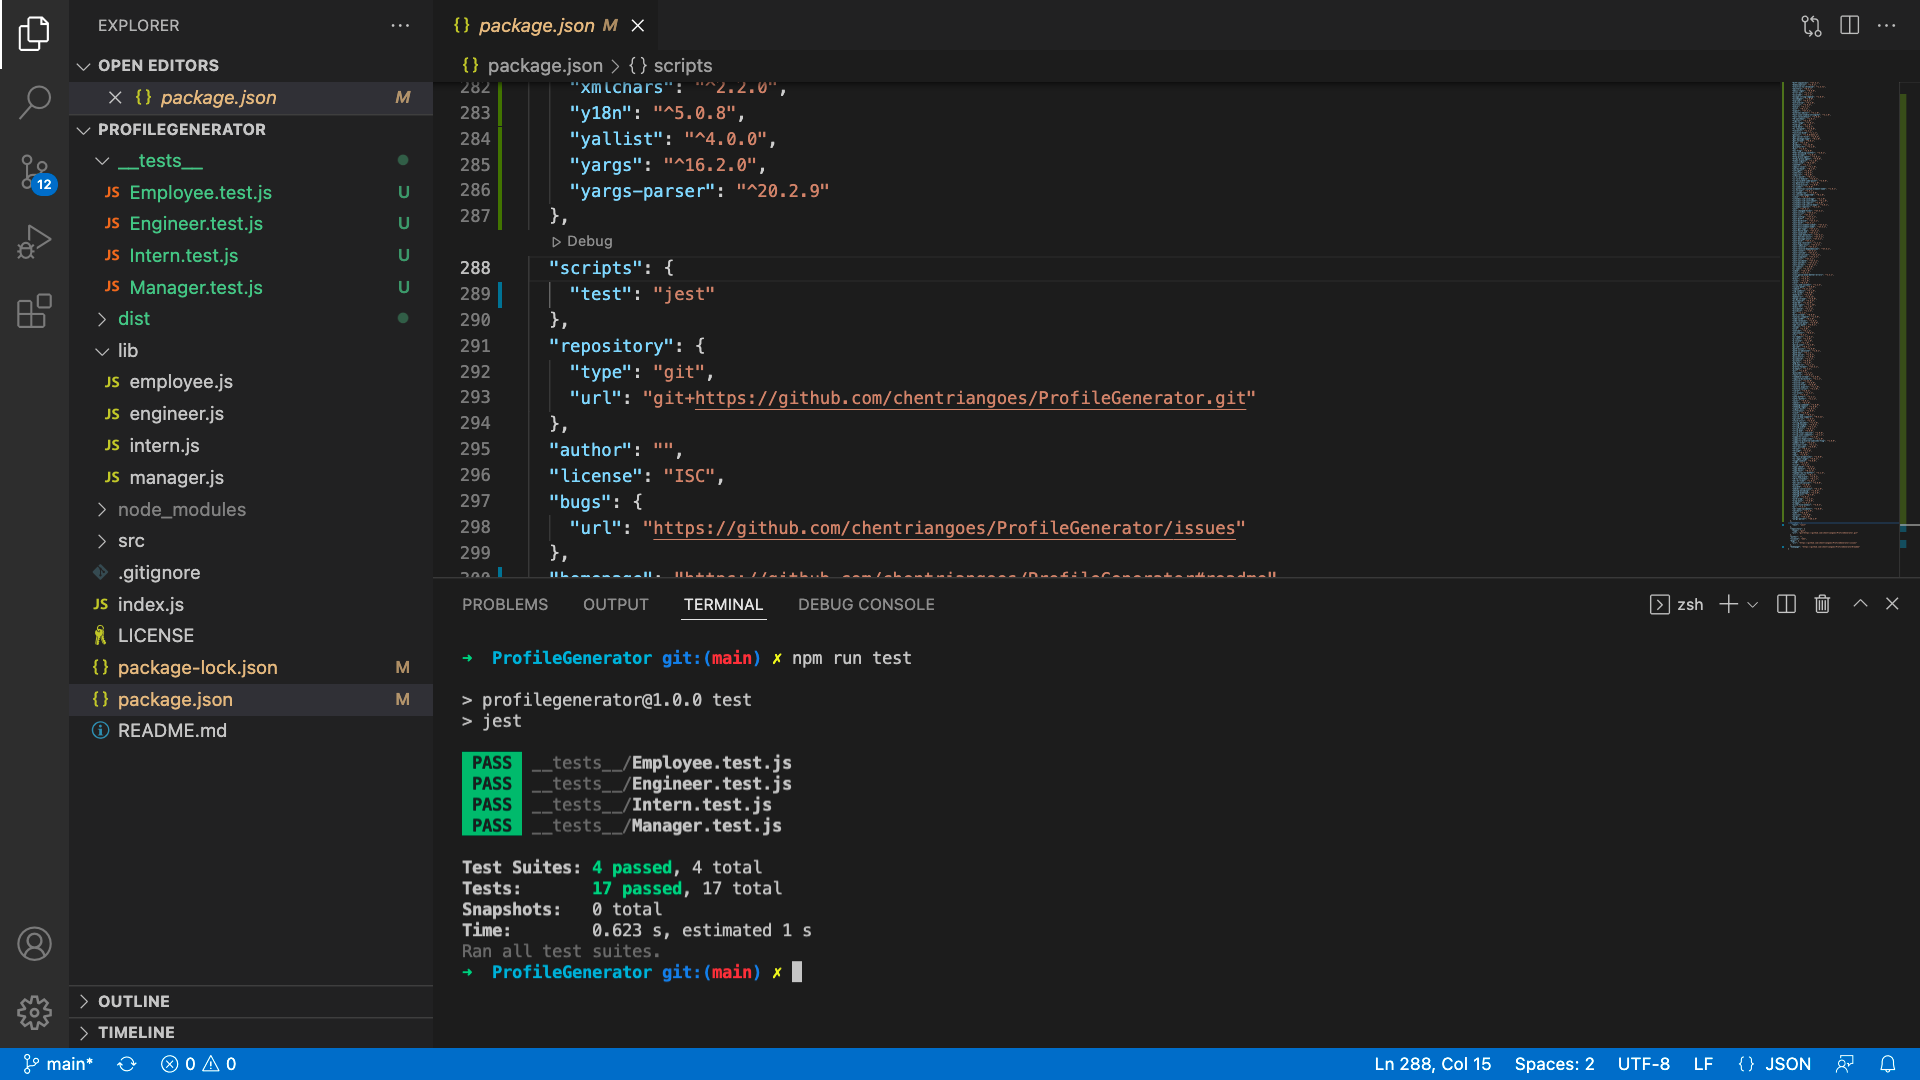 EXPLORER
OPEN EDITORS
package.json M
PROFILEGENERATOR
__tests__
JS Employee.test.js U
JS Engineer.test.js U
JS Intern.test.js U
JS Manager.test.js U
dist
lib
JS employee.js
JS engineer.js
JS intern.js
JS manager.js
node_modules
src
.gitignore
JS index.js
LICENSE
{} package-lock.json M
{} package.json M
README.md
OUTLINE
TIMELINE
12
{} package.json M
{} package.json > {} scripts
282 "xmlchars": "^2.2.0",
283 "y18n": "^5.0.8",
284 "yallist": "^4.0.0",
285 "yargs": "^16.2.0",
286 "yargs-parser": "^20.2.9"
287 },
Debug
288 "scripts": {
289 "test": "jest"
290 },
291 "repository": {
292 "type": "git",
293 "url": "git+https://github.com/chentriangoes/ProfileGenerator.git"
294 },
295 "author": "",
296 "license": "ISC",
297 "bugs": {
298 "url": "https://github.com/chentriangoes/ProfileGenerator/issues"
299 },
300 "homepage": "https://github.com/chentriangoes/ProfileGenerator#readme"
PROBLEMS OUTPUT TERMINAL DEBUG CONSOLE zsh
➜ ProfileGenerator git:(main) ✗ npm run test
> profilegenerator@1.0.0 test
> jest
PASS __tests__/Employee.test.js
PASS __tests__/Engineer.test.js
PASS __tests__/Intern.test.js
PASS __tests__/Manager.test.js
Test Suites: 4 passed, 4 total
Tests: 17 passed, 17 total
Snapshots: 0 total
Time: 0.623 s, estimated 1 s
Ran all test suites.
➜ ProfileGenerator git:(main) ✗
main* 0 0 Ln 288, Col 15 Spaces: 2 UTF-8 LF {} JSON